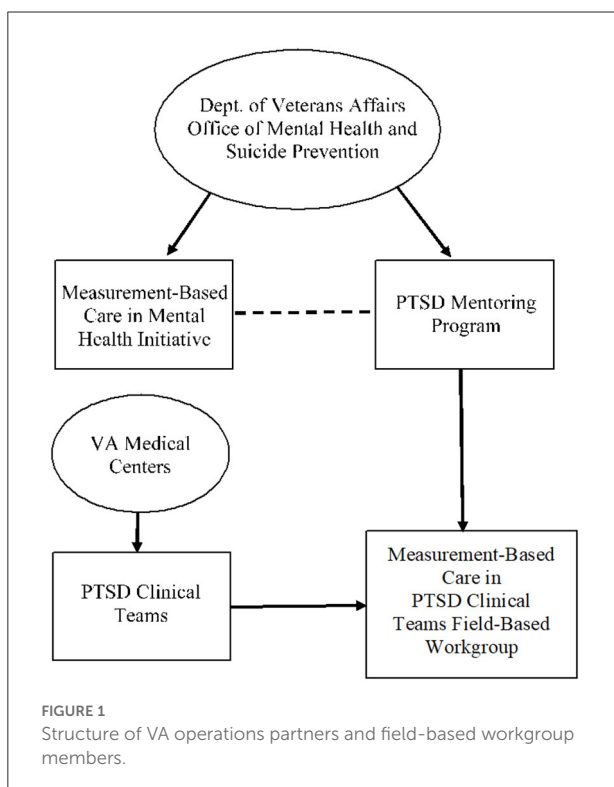 Dept. of Veterans Affairs
Office of Mental Health and
Suicide Prevention
Measurement-Based
Care in Mental
Health Initiative
PTSD Mentoring
Program
VA Medical
Centers
PTSD Clinical
Teams
Measurement-Based
Care in
PTSD Clinical
Teams Field-Based
Workgroup
FIGURE 1
Structure of VA operations partners and field-based workgroup
members.